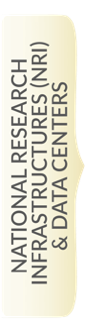 NATIONAL RESEARCH
INFRASTRUCTURES (NRI)
& DATA CENTERS